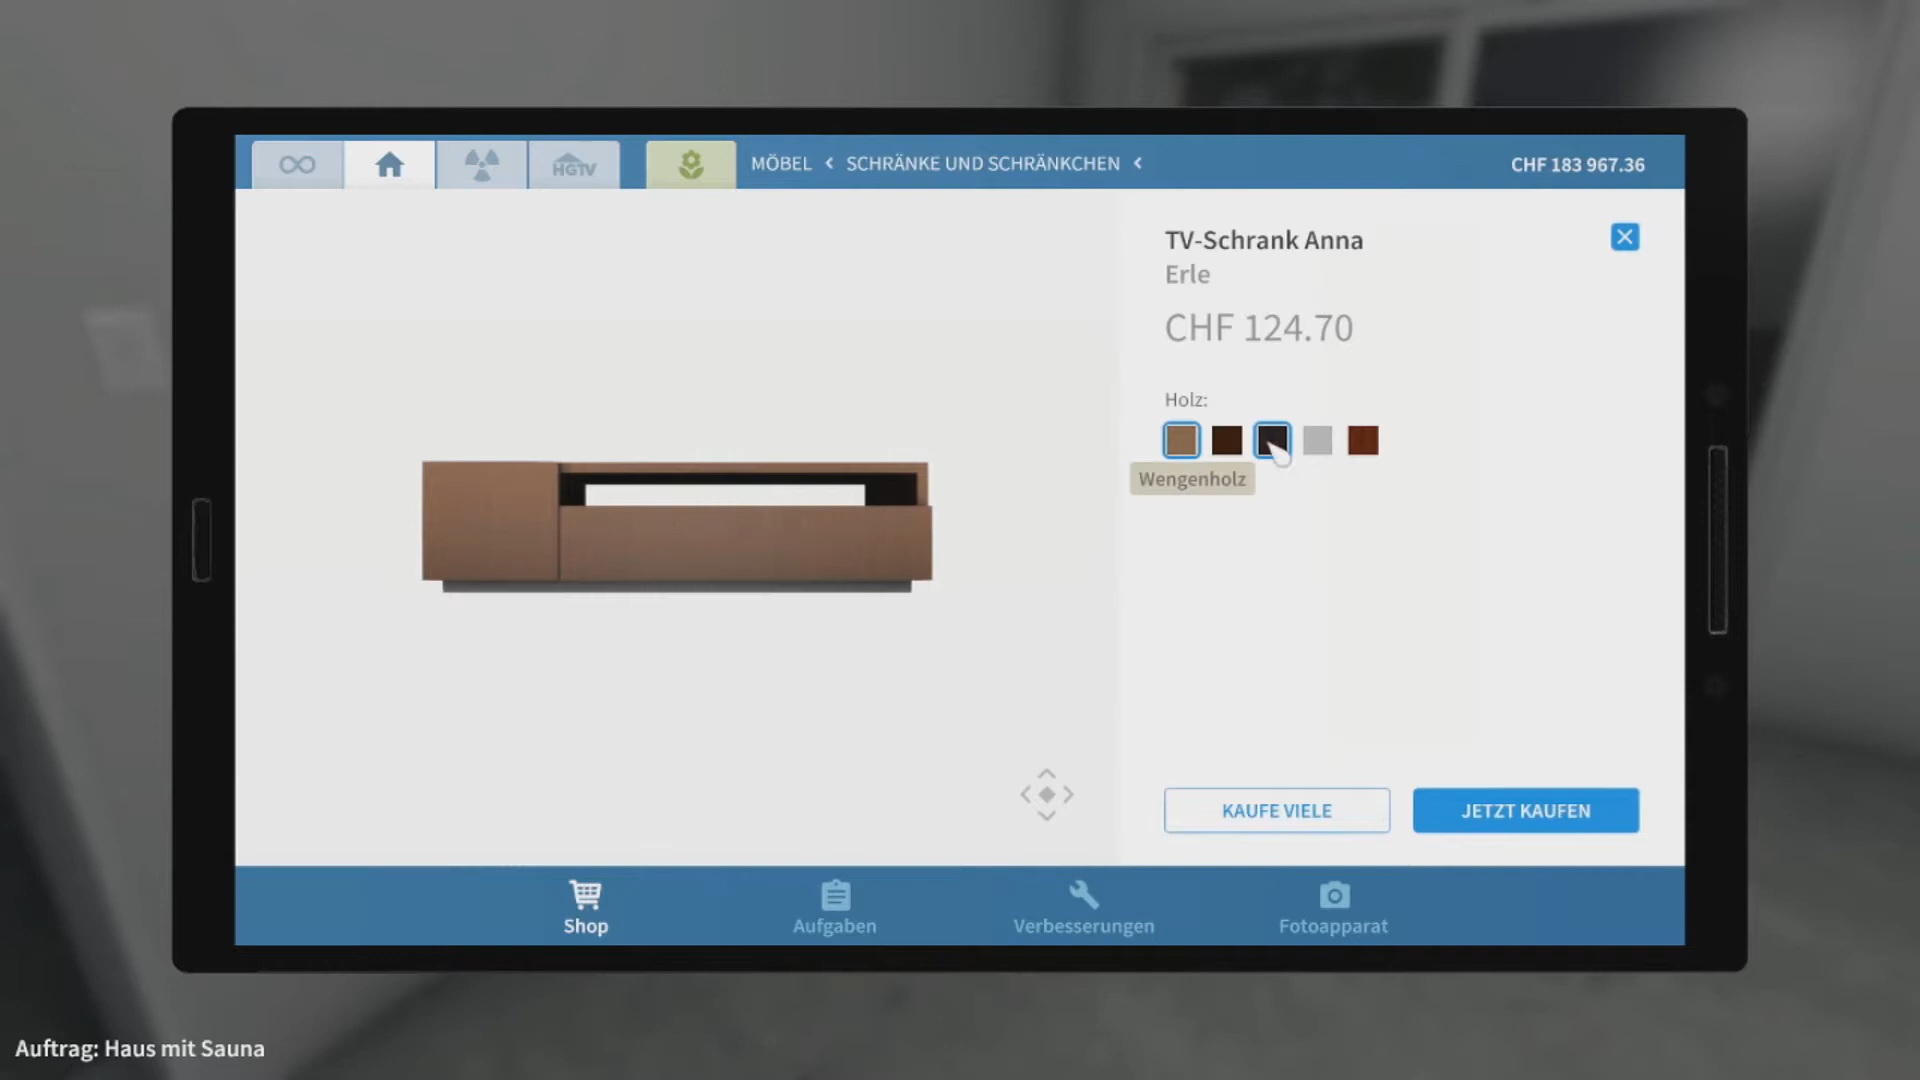 HGTV
MÖBEL < SCHRÄNKE UND SCHRÄNKCHEN <
CHF 183 967.36
TV-Schrank Anna
Erle
CHF 124.70
Holz:
Wengenholz
KAUFE VIELE
JETZT KAUFEN
Shop
Aufgaben
Verbesserungen
Fotoapparat
Auftrag: Haus mit Sauna